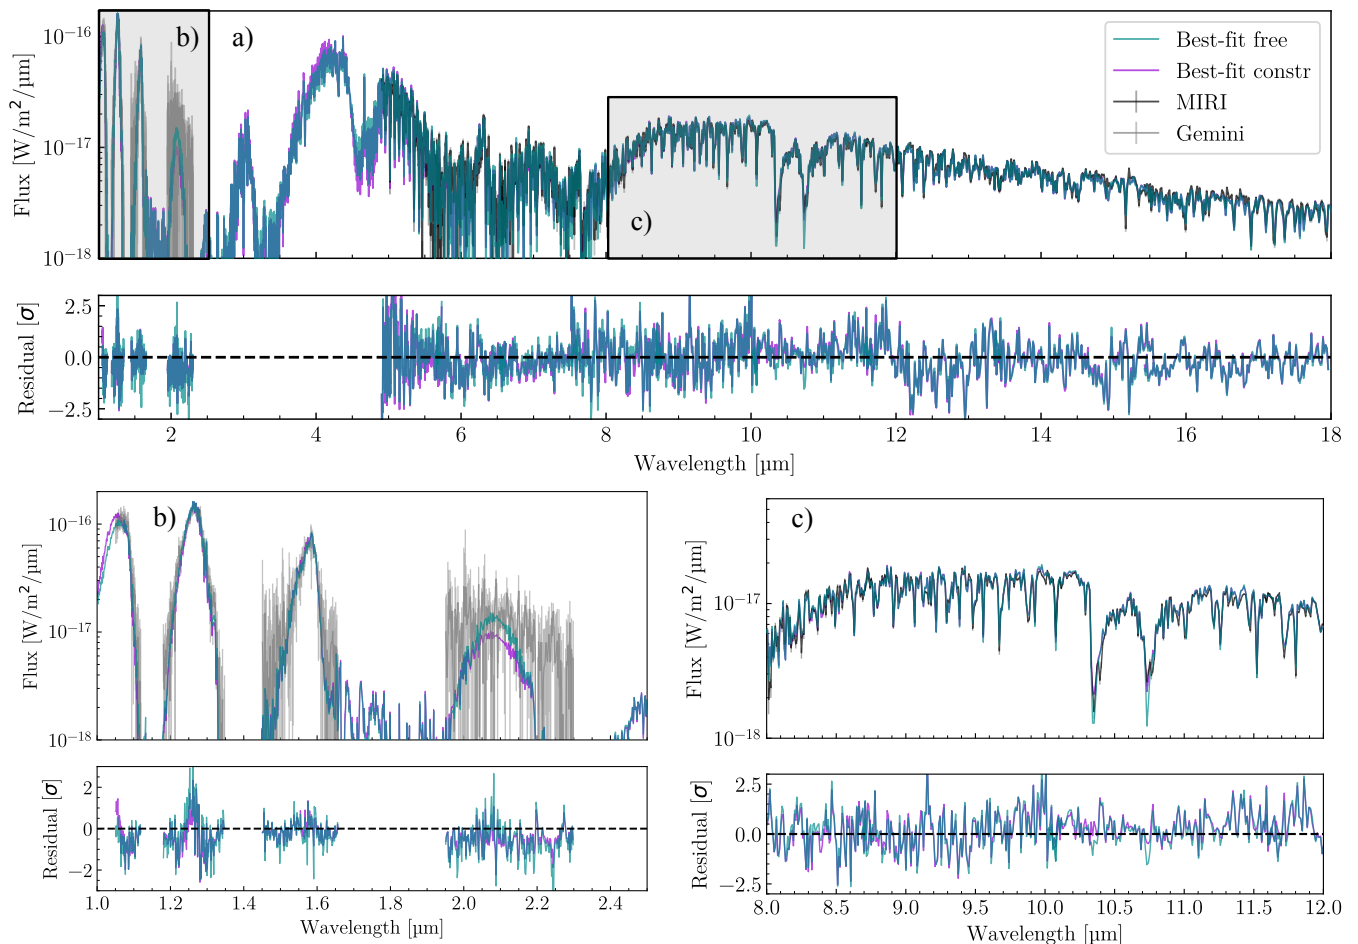 b)
a)
c)
Best-fit free
Best-fit constr
MIRI
Gemini
Flux [W/m²/µm]
10⁻¹⁶
10⁻¹⁷
10⁻¹⁸
Residual [σ]
2.5
0.0
−2.5
2 4 6 8 10 12 14 16 18
Wavelength [µm]
b)
Flux [W/m²/µm]
10⁻¹⁶
10⁻¹⁷
10⁻¹⁸
Residual [σ]
2
0
−2
1.0 1.2 1.4 1.6 1.8 2.0 2.2 2.4
Wavelength [µm]
c)
Flux [W/m²/µm]
10⁻¹⁷
10⁻¹⁸
Residual [σ]
2.5
0.0
−2.5
8.0 8.5 9.0 9.5 10.0 10.5 11.0 11.5 12.0
Wavelength [µm]